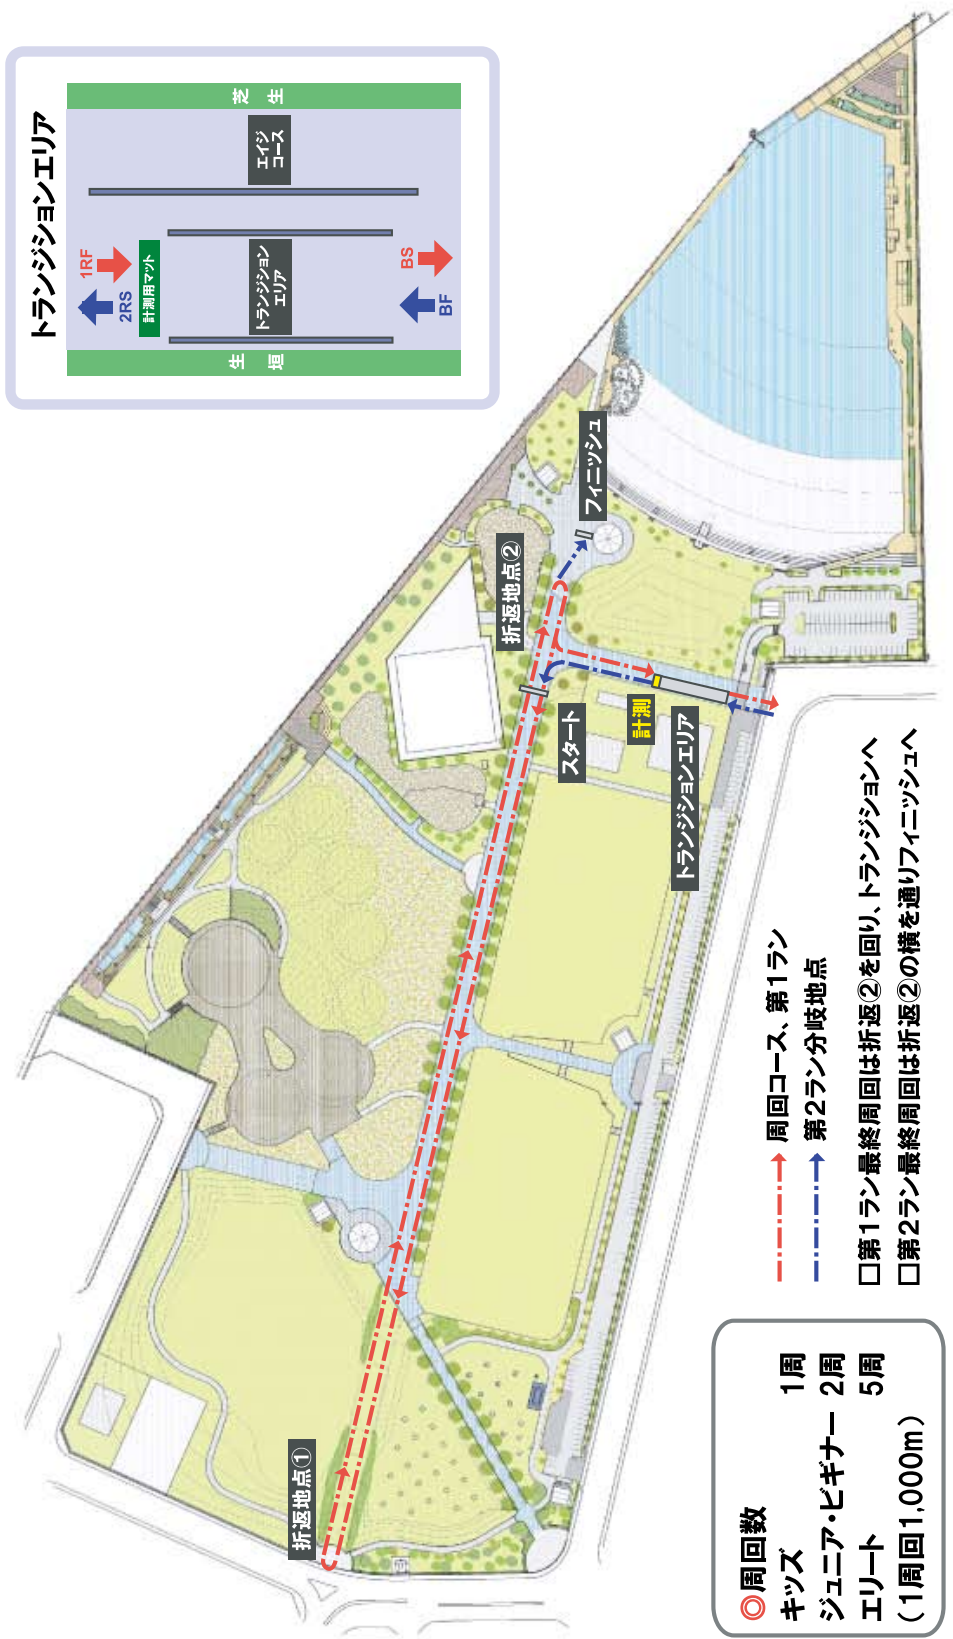 トランジションエリア
芝生
エイジ
コース
1RF
2RS
計測用マット
トランジション
エリア
BS
BF
生垣
フィニッシュ
折返地点②
スタート
計測
トランジションエリア
折返地点①
周回コース、第1ラン
第2ラン分岐地点
□第1ラン最終周回は折返②を回り、トランジションへ
□第2ラン最終周回は折返②の横を通りフィニッシュへ
◎周回数
キッズ 1周
ジュニア・ビギナー 2周
エリート 5周
(1周回1,000m)